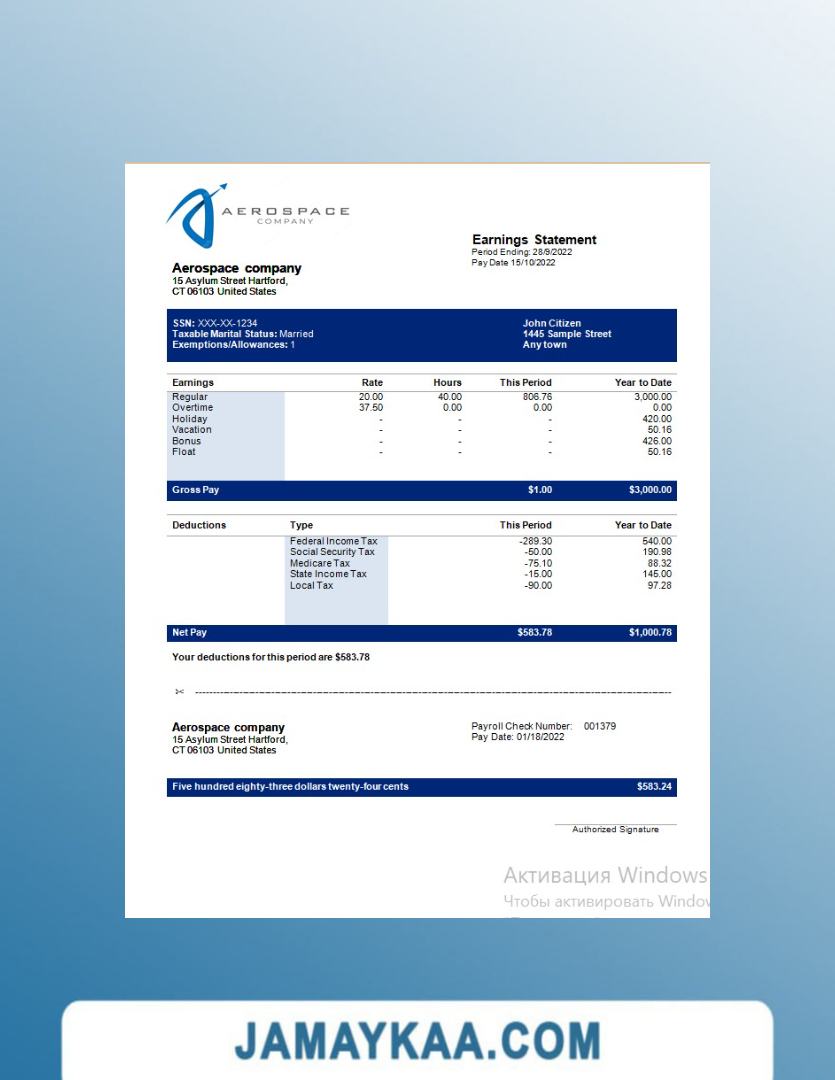 AEROSPACE
COMPANY
Earnings Statement
Period Ending: 28/9/2022
Pay Date 15/10/2022
Aerospace company
15 Asylum Street Hartford,
CT 06103 United States
SSN: XXX-XX-1234 John Citizen
Taxable Marital Status: Married 1445 Sample Street
Exemptions/Allowances: 1 Any town
Earnings Rate Hours This Period Year to Date
Regular 20.00 40.00 806.76 3,000.00
Overtime 37.50 0.00 0.00 0.00
Holiday - - - 420.00
Vacation - - - 50.16
Bonus - - - 426.00
Float - - - 50.16
Gross Pay $1.00 $3,000.00
Deductions Type This Period Year to Date
Federal Income Tax -289.30 540.00
Social Security Tax -50.00 190.98
Medicare Tax -75.10 88.32
State Income Tax -15.00 145.00
Local Tax -90.00 97.28
Net Pay $583.78 $1,000.78
Your deductions for this period are $583.78
Aerospace company Payroll Check Number: 001379
15 Asylum Street Hartford, Pay Date: 01/18/2022
CT 06103 United States
Five hundred eighty-three dollars twenty-four cents $583.24
Authorized Signature
Активация Windows
Чтобы активировать Window
JAMAYKAA.COM